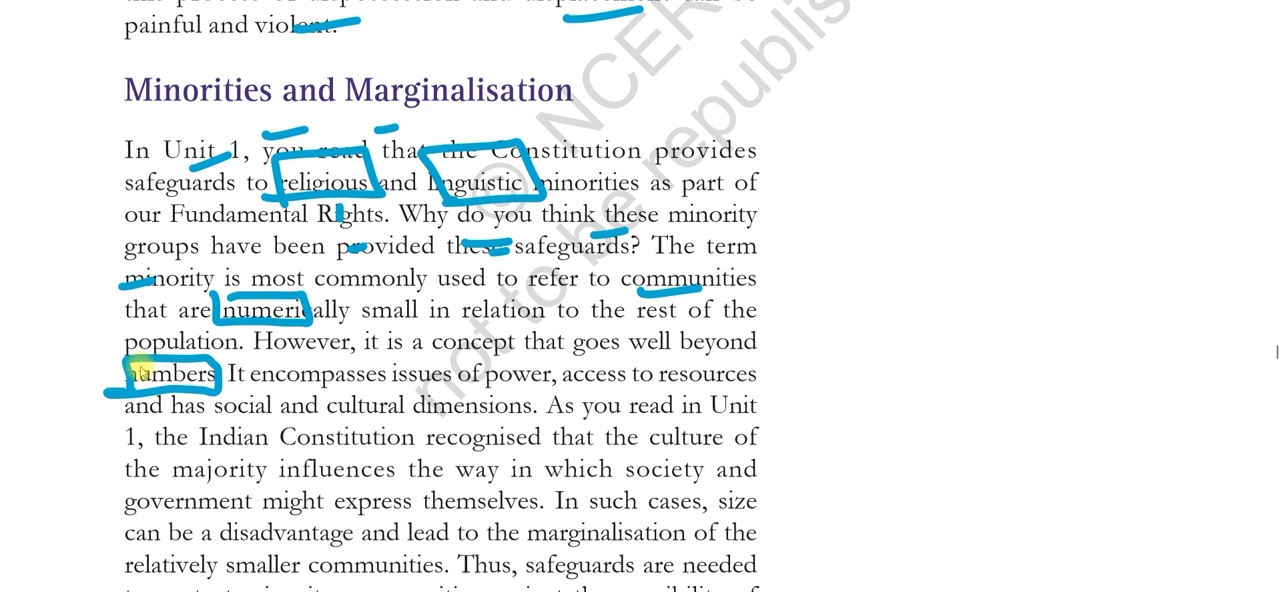 painful and violent.
Minorities and Marginalisation
In Unit 1, you read that the Constitution provides
safeguards to religious and linguistic minorities as part of
our Fundamental Rights. Why do you think these minority
groups have been provided these safeguards? The term
minority is most commonly used to refer to communities
that are numerically small in relation to the rest of the
population. However, it is a concept that goes well beyond
numbers. It encompasses issues of power, access to resources
and has social and cultural dimensions. As you read in Unit
1, the Indian Constitution recognised that the culture of
the majority influences the way in which society and
government might express themselves. In such cases, size
can be a disadvantage and lead to the marginalisation of the
relatively smaller communities. Thus, safeguards are needed
© NCER
not to be republis